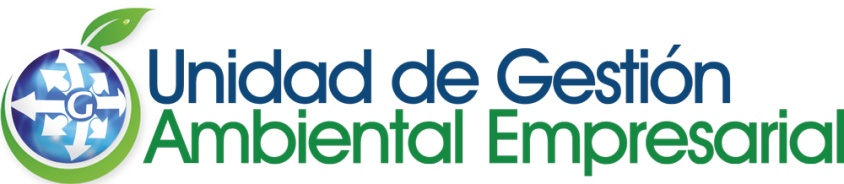 G
Unidad de Gestión
Ambiental Empresarial